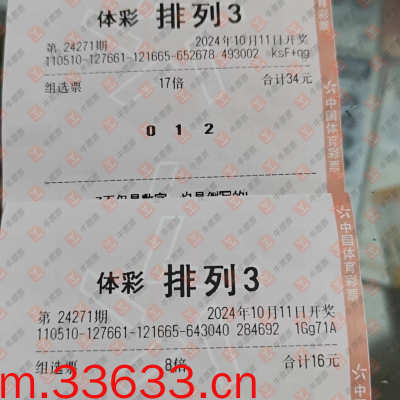 体彩 排列3
第 24271期 2024年10月11日开奖
110510-127661-121665-652678 493002 ksF+qg
组选票 17倍 合计34元
0 1 2
中国体育彩票
体彩 排列3
第 24271期 2024年10月11日开奖
110510-127661-121665-643040 284692 1Gg71A
组选票 8倍 合计16元
中国体育彩票
m.33633.cn